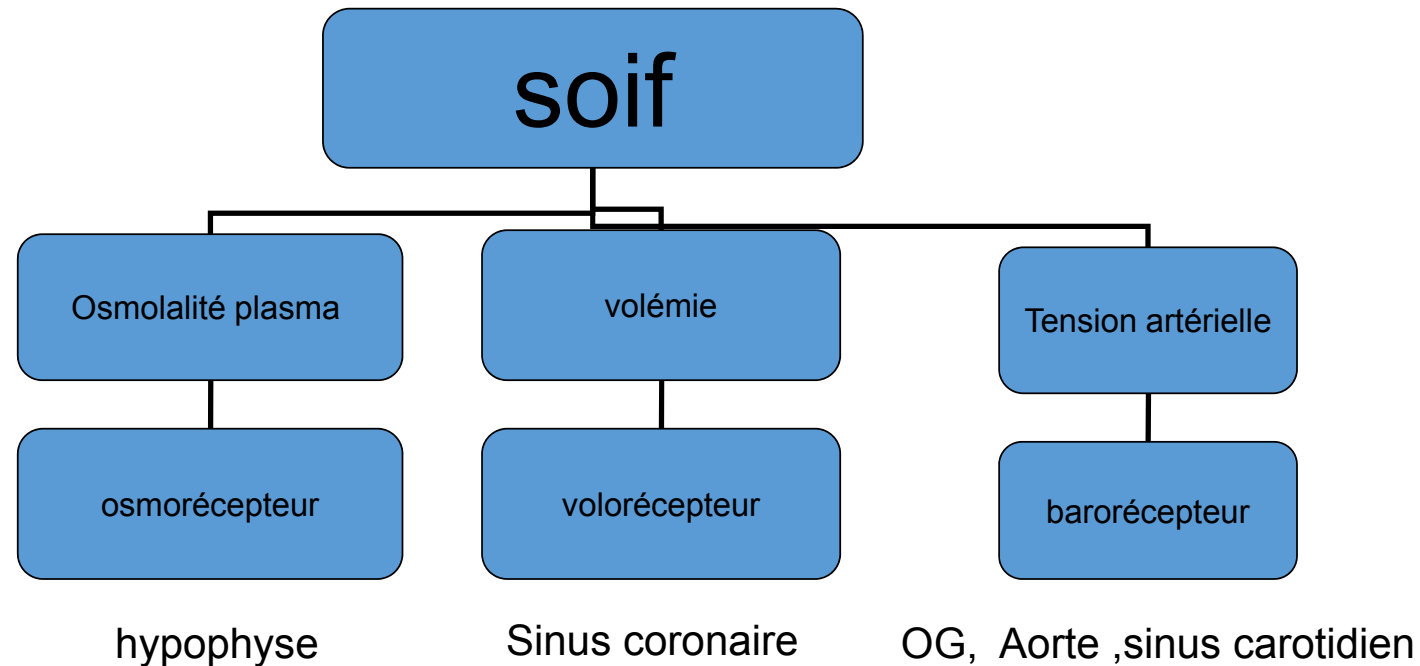 soif
Osmolalité plasma
volémie
Tension artérielle
osmorécepteur
volorécepteur
barorécepteur
hypophyse
Sinus coronaire
OG, Aorte ,sinus carotidien